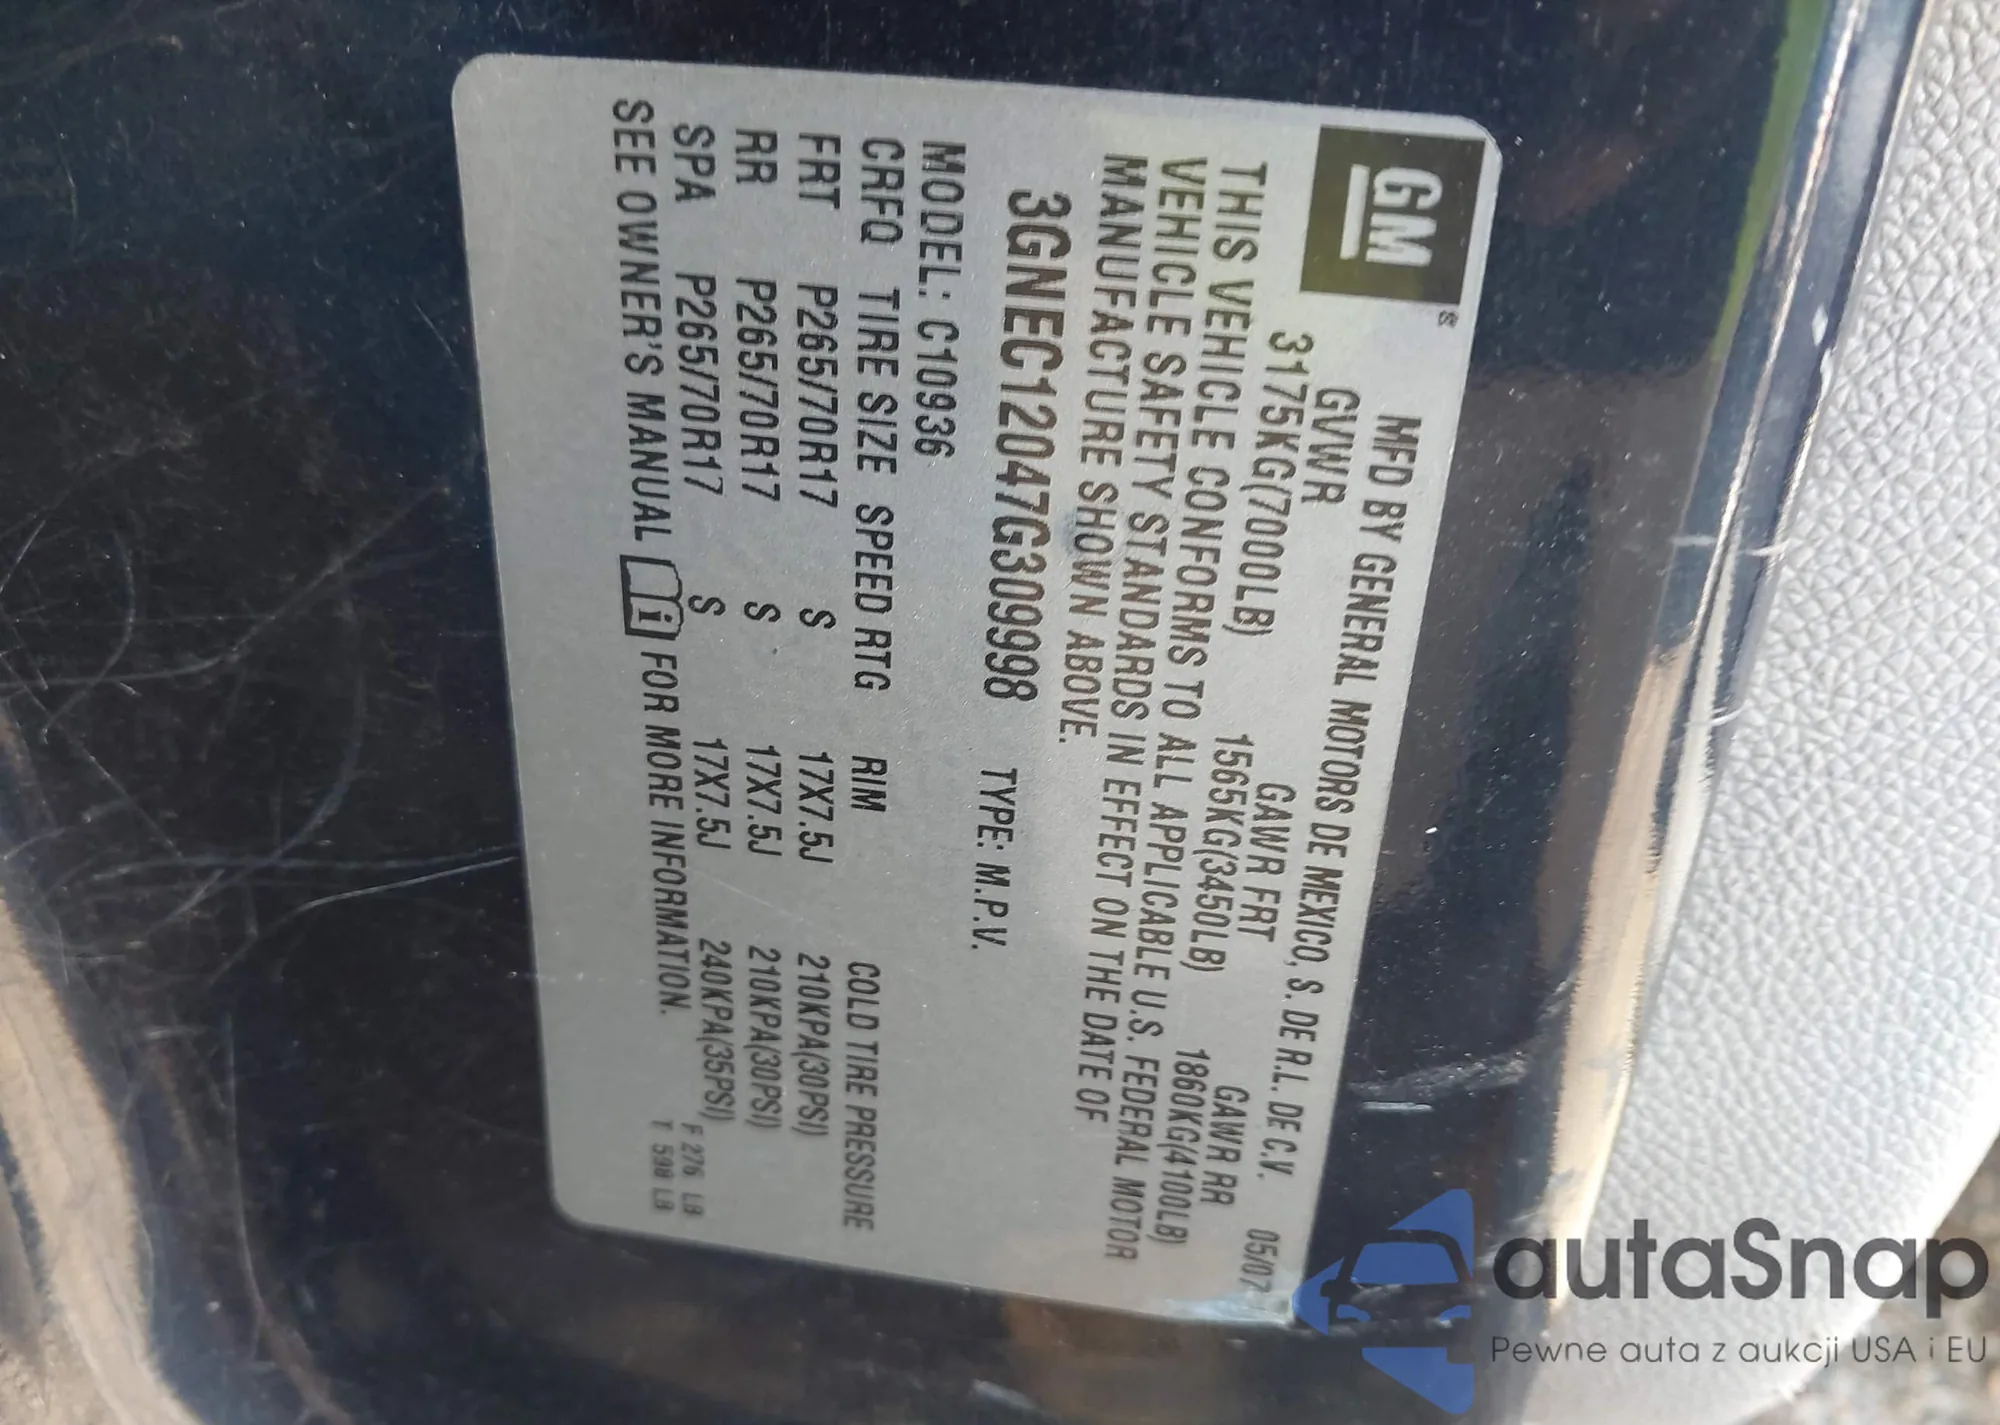 GM®
MFD BY GENERAL MOTORS DE MEXICO, S. DE R.L. DE C.V. 05/07
GVWR GAWR FRT GAWR RR
3175KG(7000LB) 1565KG(3450LB) 1860KG(4100LB)
THIS VEHICLE CONFORMS TO ALL APPLICABLE U.S. FEDERAL MOTOR
VEHICLE SAFETY STANDARDS IN EFFECT ON THE DATE OF
MANUFACTURE SHOWN ABOVE.
3GNEC12047G309998 TYPE: M.P.V.
MODEL: C10936
CRFQ TIRE SIZE SPEED RTG RIM COLD TIRE PRESSURE
FRT P265/70R17 S 17X7.5J 210KPA(30PSI)
RR P265/70R17 S 17X7.5J 210KPA(30PSI)
SPA P265/70R17 S 17X7.5J 240KPA(35PSI)
SEE OWNER'S MANUAL i FOR MORE INFORMATION.
F 276 LB
T 598 LB
autaSnap
Pewne auta z aukcji USA i EU